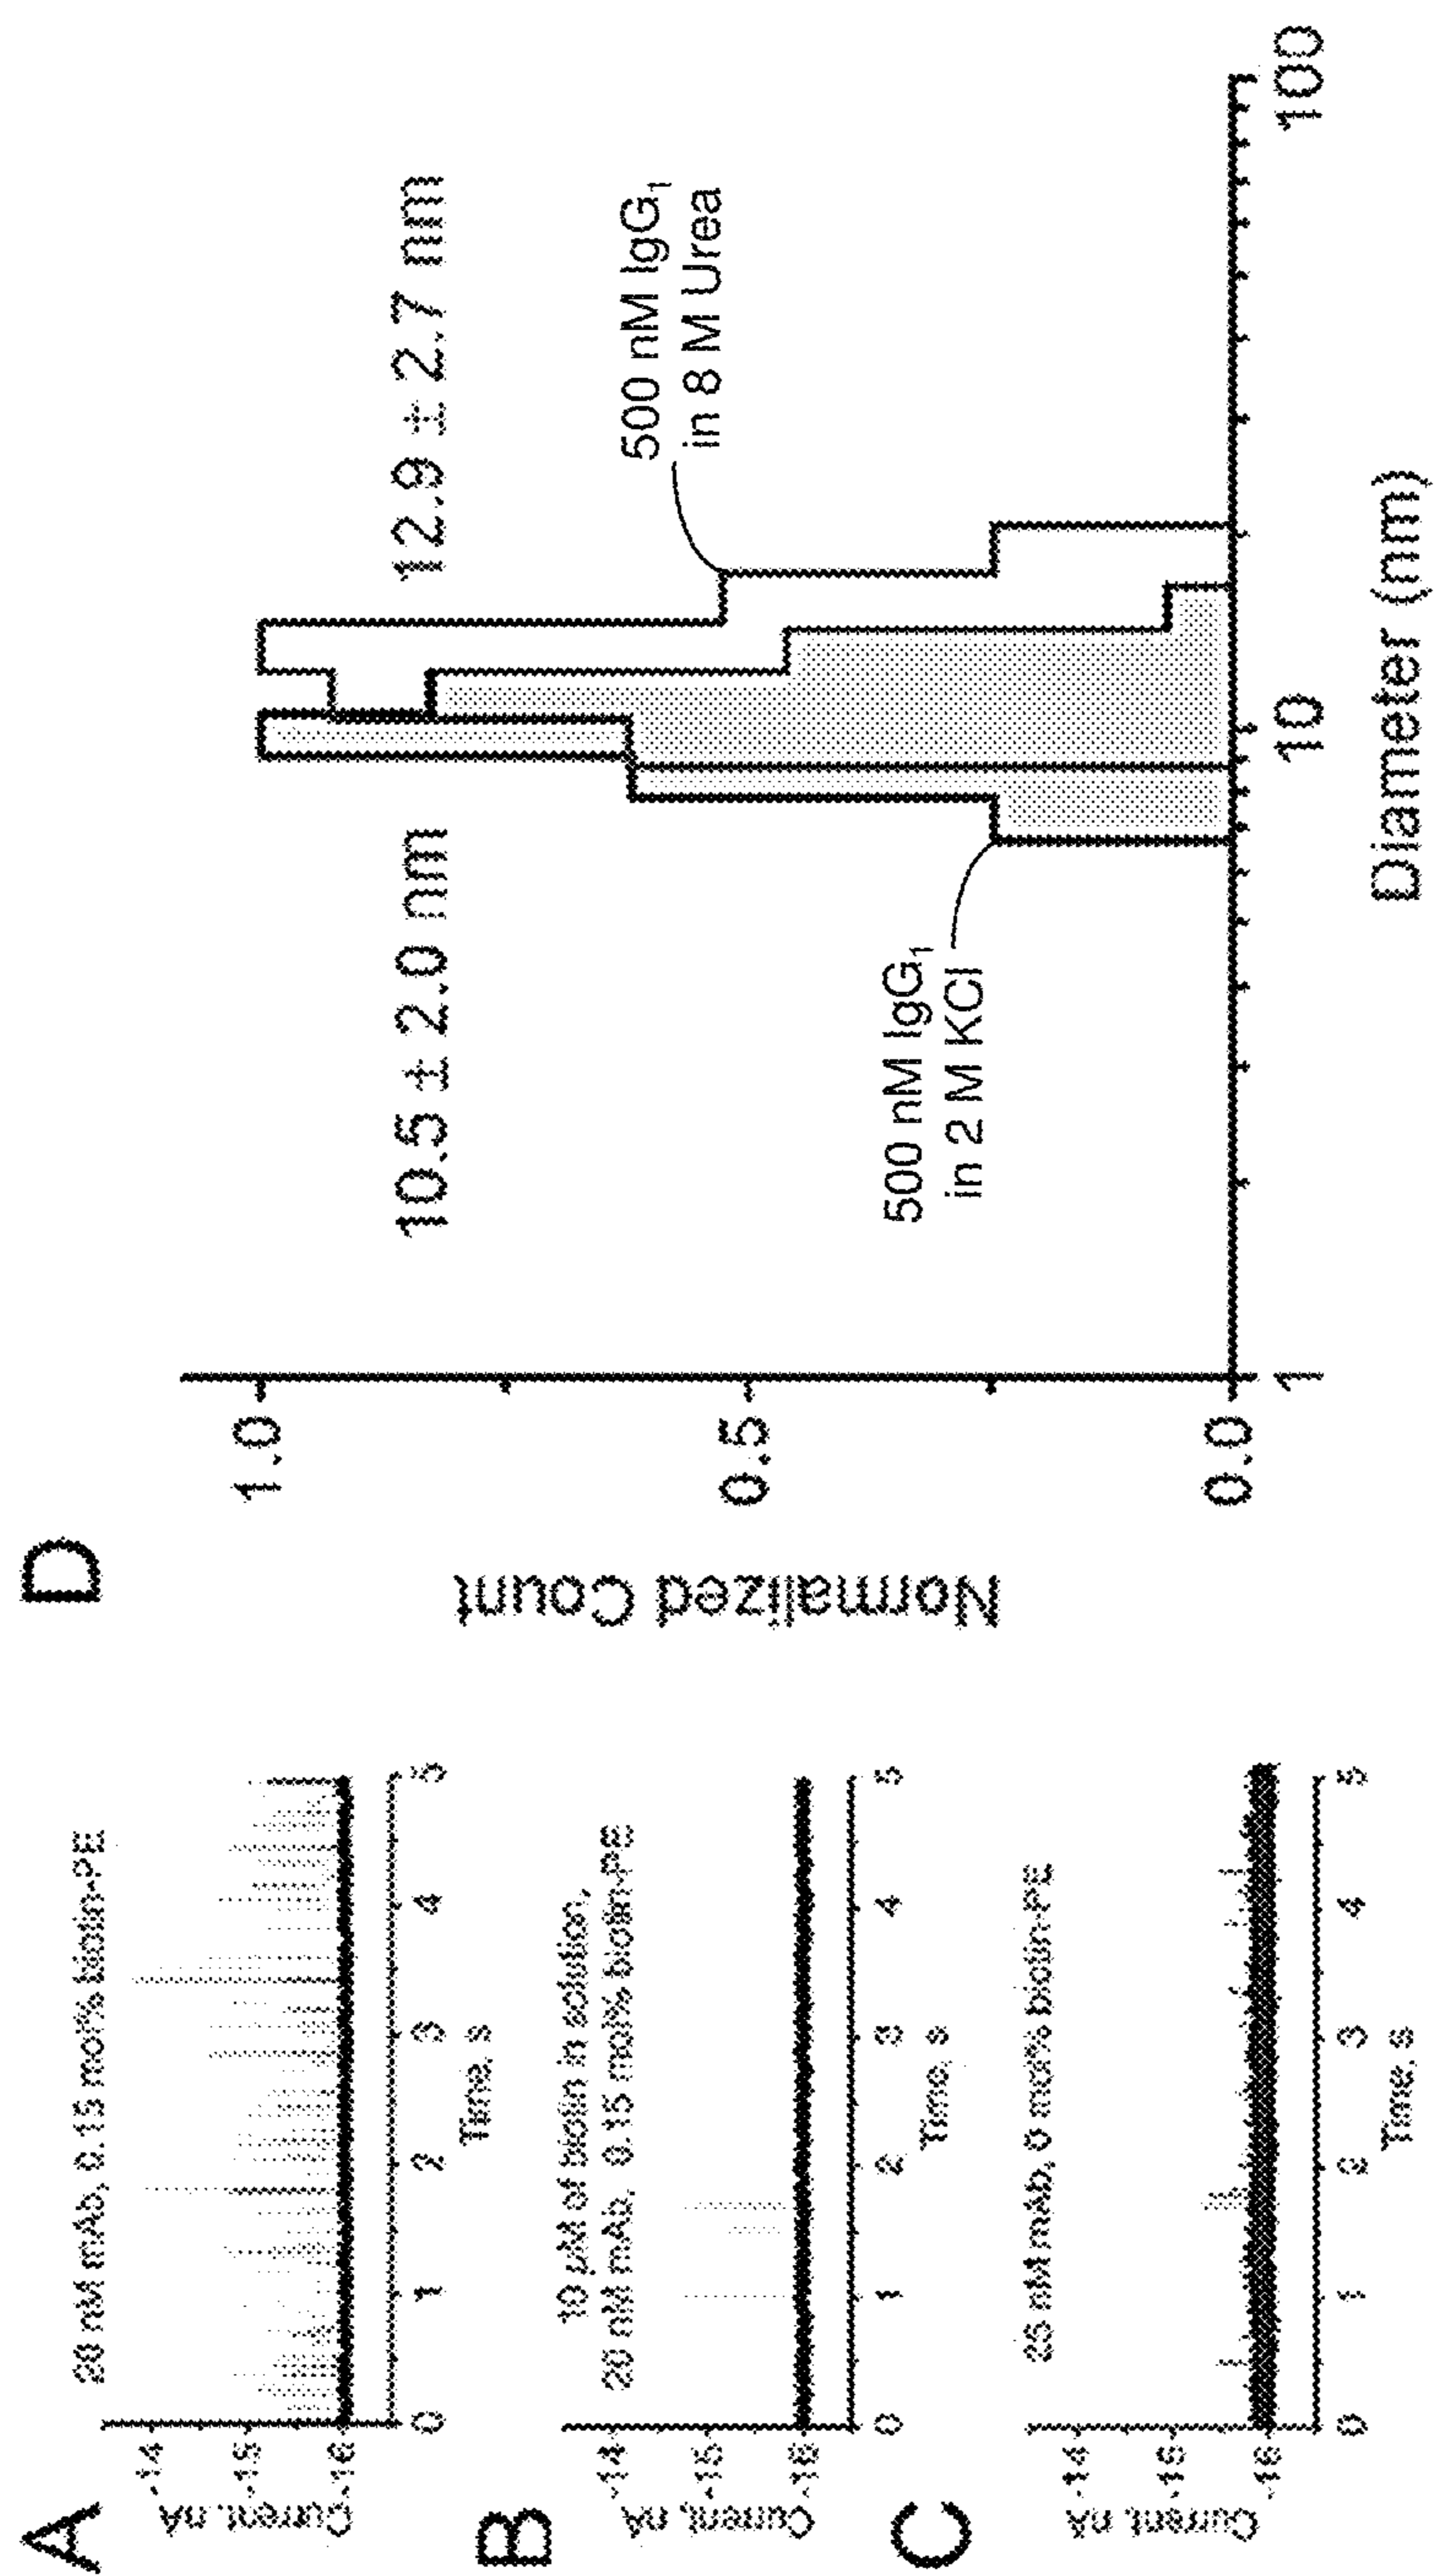 A
20 nM mAb, 0.15 mol% biotin-PE
Current, nA
-14
-15
-16
0 1 2 3 4 5
Time, s
B
10 µM of biotin in solution,
20 nM mAb, 0.15 mol% biotin-PE
Current, nA
-14
-15
-16
0 1 2 3 4 5
Time, s
C
25 nM mAb, 0 mol% biotin-PE
Current, nA
-14
-15
-16
0 1 2 3 4 5
Time, s
D
Normalized Count
1.0
0.5
0.0
10.5 ± 2.0 nm
12.9 ± 2.7 nm
500 nM IgG₁
in 2 M KCl
500 nM IgG₁
in 8 M Urea
1 10 100
Diameter (nm)